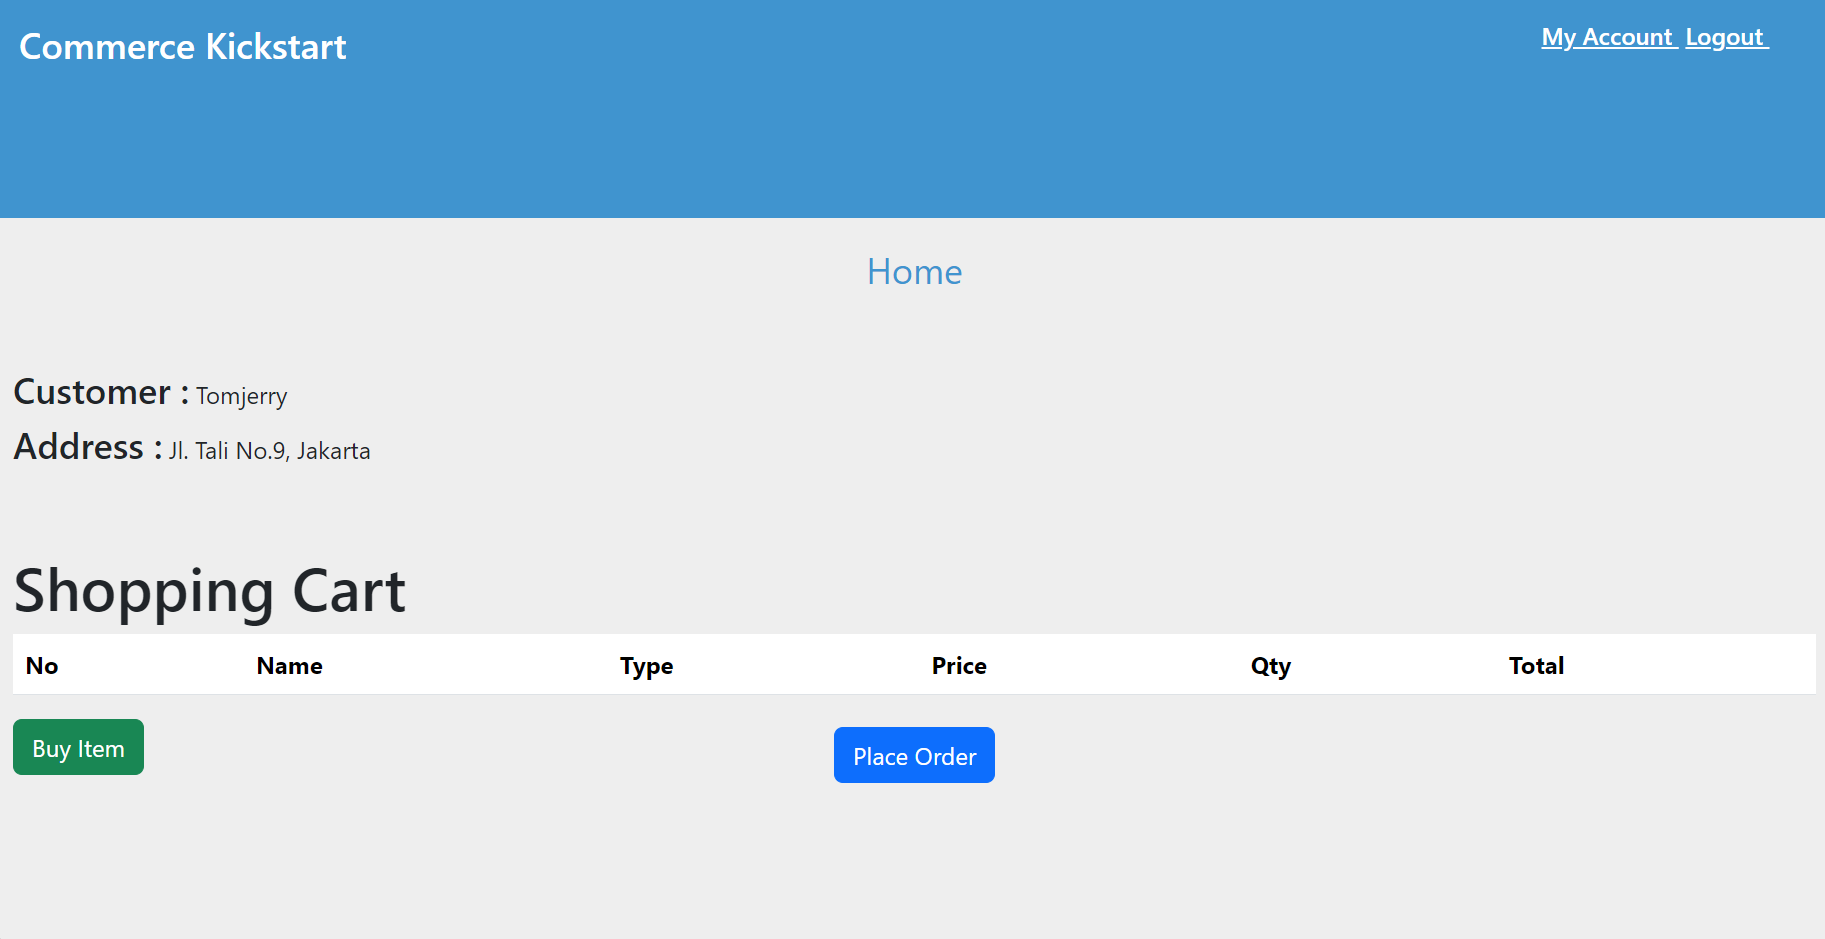 Commerce Kickstart
My Account Logout
Home
Customer : Tomjerry
Address : Jl. Tali No.9, Jakarta
Shopping Cart
No Name Type Price Qty Total
Buy Item
Place Order